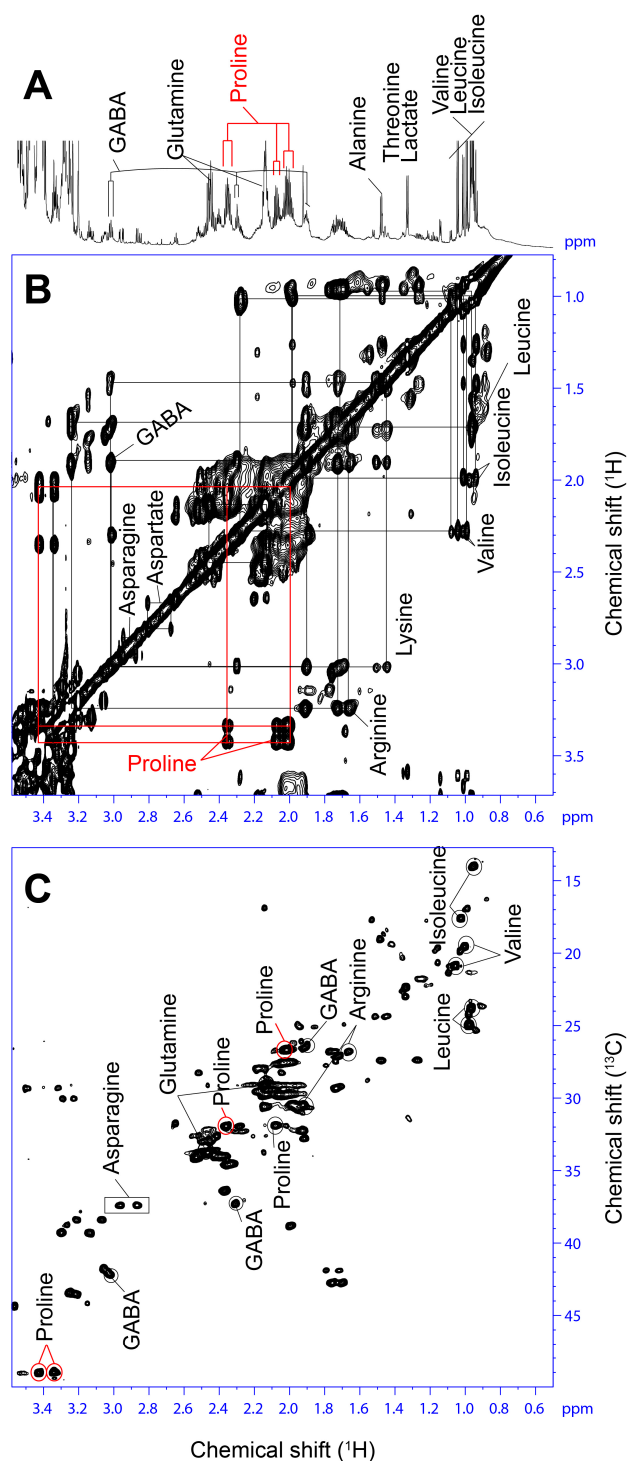 A
GABA
Glutamine
Proline
Alanine
Threonine
Lactate
Valine
Leucine
Isoleucine
ppm
B
1.0
1.5
2.0
2.5
3.0
3.5
Chemical shift (¹H)
GABA
Leucine
Isoleucine
Valine
Asparagine
Aspartate
Lysine
Arginine
Proline
3.4 3.2 3.0 2.8 2.6 2.4 2.2 2.0 1.8 1.6 1.4 1.2 1.0 0.8 0.6 ppm
C
15
20
25
30
35
40
45
Chemical shift (¹³C)
Isoleucine
Valine
Leucine
Arginine
GABA
Proline
Proline
Glutamine
Proline
Asparagine
GABA
GABA
Proline
3.4 3.2 3.0 2.8 2.6 2.4 2.2 2.0 1.8 1.6 1.4 1.2 1.0 0.8 0.6 ppm
Chemical shift (¹H)